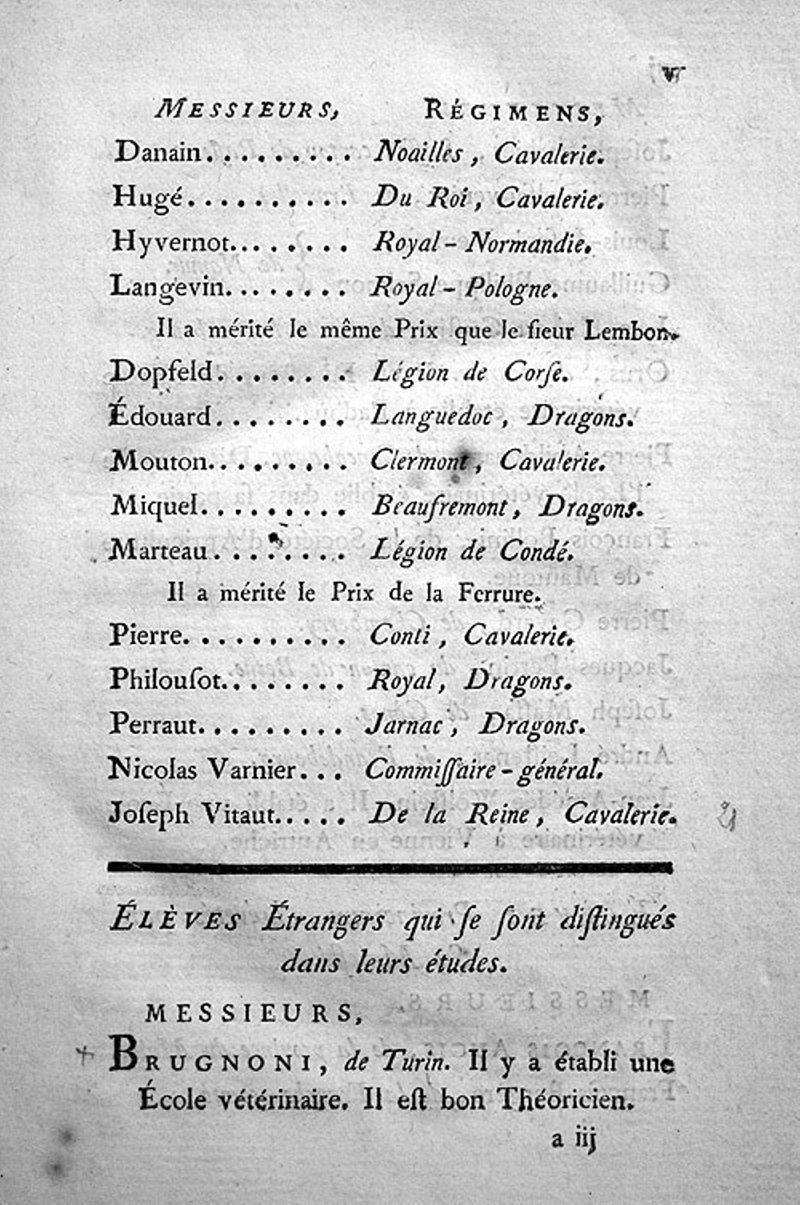 v
MESSIEURS, RÉGIMENS,
Danain......... Noailles, Cavalerie.
Hugé.......... Du Roi, Cavalerie.
Hyvernot........ Royal-Normandie.
Langevin........ Royal-Pologne.
Il a mérité le même Prix que le ſieur Lembon.
Dopfeld........ Légion de Corſe.
Édouard........ Languedoc, Dragons.
Mouton......... Clermont, Cavalerie.
Miquel......... Beaufremont, Dragons.
Marteau........ Légion de Condé.
Il a mérité le Prix de la Ferrure.
Pierre.......... Conti, Cavalerie.
Philouſot........ Royal, Dragons.
Perraut......... Jarnac, Dragons.
Nicolas Varnier... Commiſſaire-général.
Joſeph Vitaut..... De la Reine, Cavalerie.
ÉLÈVES Étrangers qui ſe ſont diſtingués
dans leurs études.
MESSIEURS,
BRUGNONI, de Turin. Il y a établi une
École vétérinaire. Il eſt bon Théoricien.
a iij